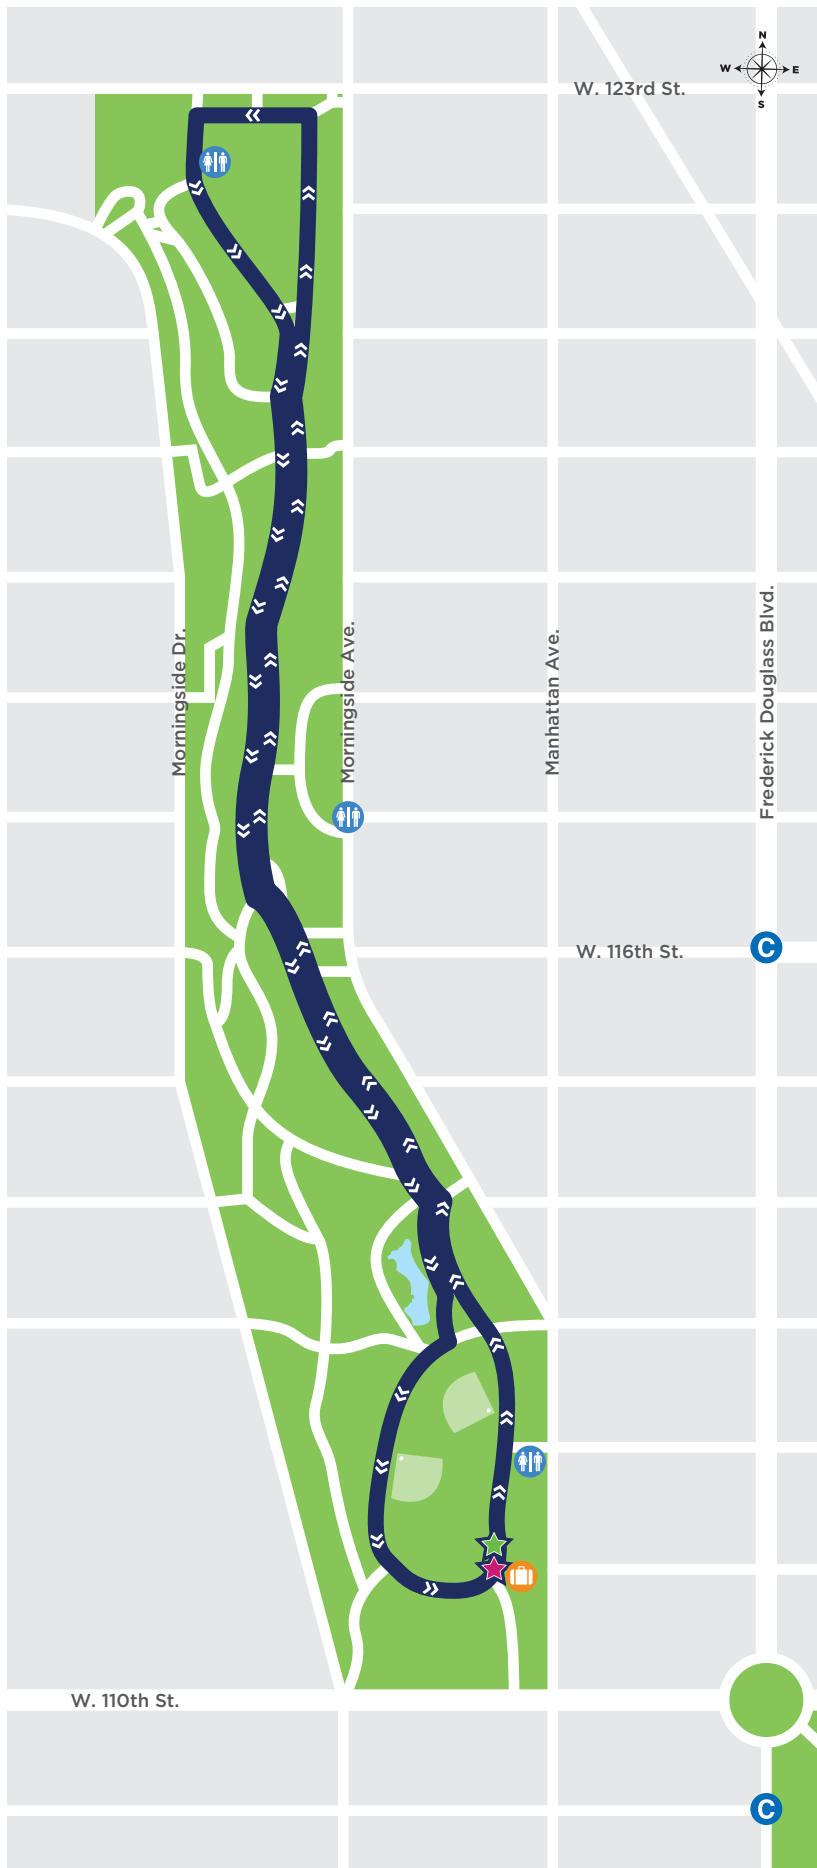 N
W E
S
W. 123rd St.
Morningside Dr.
Morningside Ave.
Manhattan Ave.
Frederick Douglass Blvd.
W. 116th St.
C
W. 110th St.
C